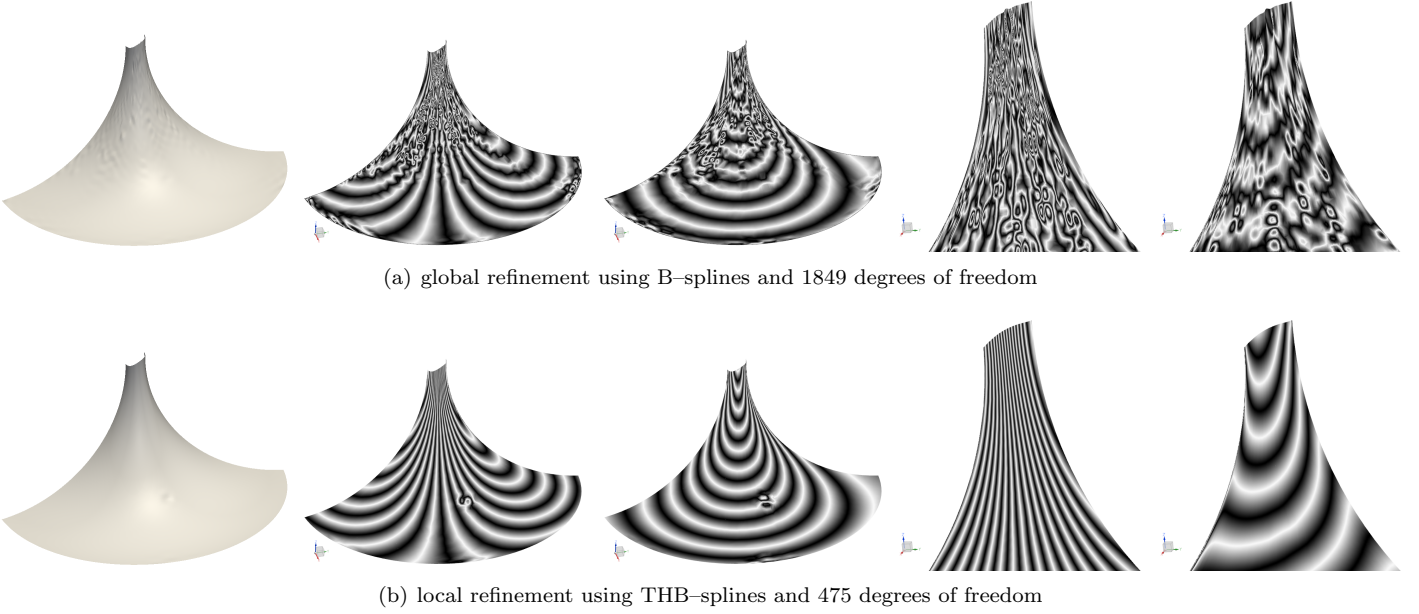 (a) global refinement using B–splines and 1849 degrees of freedom
(b) local refinement using THB–splines and 475 degrees of freedom